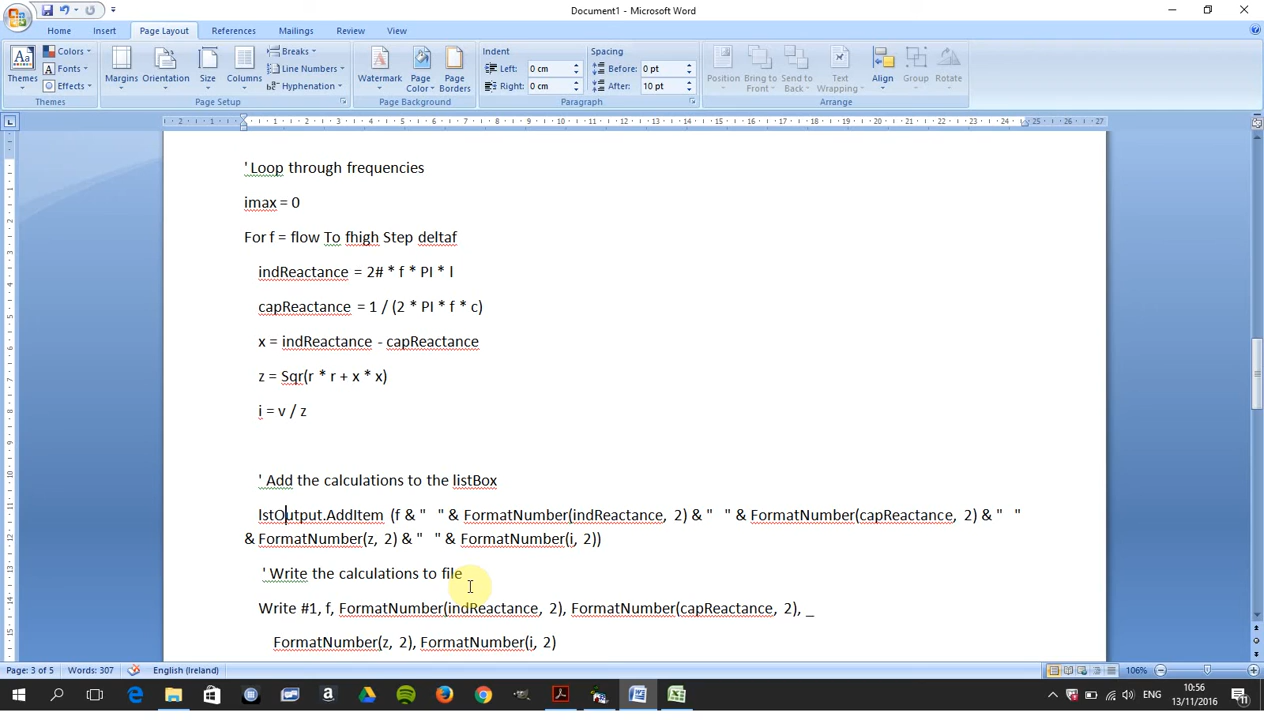 Document1 - Microsoft Word
Home Page Layout References Mailings Review View
Themes Colors Fonts Effects Margins Orientation Size Columns Breaks Line Numbers Hyphenation Watermark Page Color Page Borders Indent Left: 0 cm Right: 0 cm Spacing Before: 0 pt After: 10 pt Position Bring to Front Send to Back Text Wrapping Align Group Rotate
Themes Page Setup Page Background Paragraph Arrange
' Loop through frequencies
imax = 0
For f = flow To fhigh Step deltaf
indReactance = 2# * f * PI * l
capReactance = 1 / (2 * PI * f * c)
x = indReactance - capReactance
z = Sqr(r * r + x * x)
i = v / z
' Add the calculations to the listBox
lstOutput.AddItem (f & "   " & FormatNumber(indReactance, 2) & "   " & FormatNumber(capReactance, 2) & "   "
& FormatNumber(z, 2) & "   " & FormatNumber(i, 2))
' Write the calculations to file
Write #1, f, FormatNumber(indReactance, 2), FormatNumber(capReactance, 2), _
FormatNumber(z, 2), FormatNumber(i, 2)
Page: 3 of 5 Words: 307 English (Ireland) 106%
ENG 10:56
13/11/2016